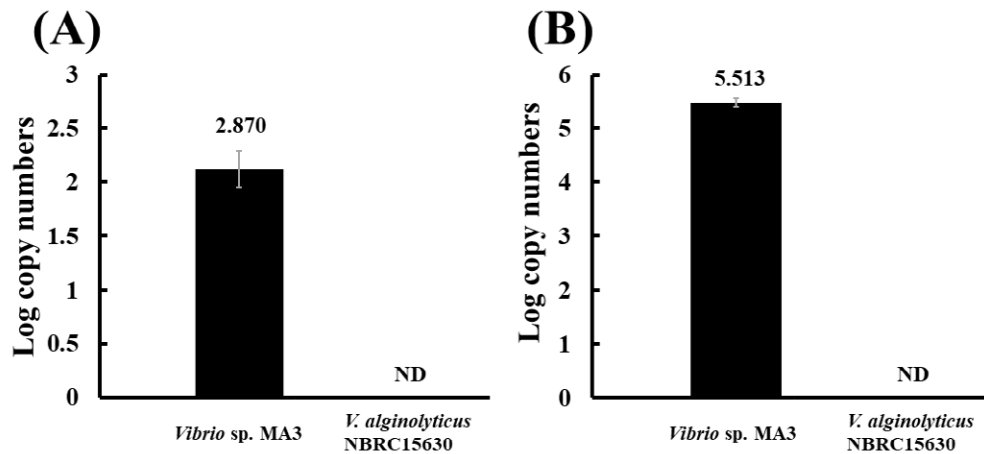 (A)
Log copy numbers
3
2.5
2
1.5
1
0.5
0
2.870
ND
Vibrio sp. MA3
V. alginolyticus
NBRC15630
(B)
Log copy numbers
6
5
4
3
2
1
0
5.513
ND
Vibrio sp. MA3
V. alginolyticus
NBRC15630